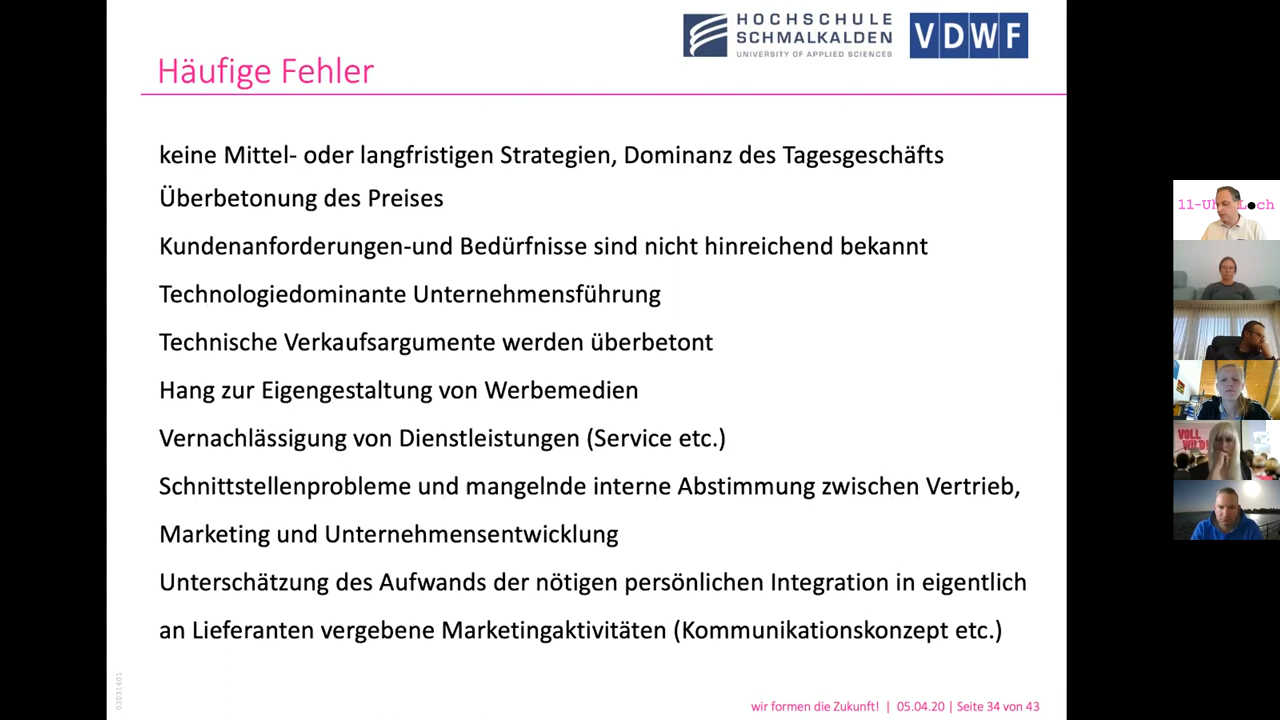 HOCHSCHULE
SCHMALKALDEN
UNIVERSITY OF APPLIED SCIENCES
VDWF
Häufige Fehler
keine Mittel- oder langfristigen Strategien, Dominanz des Tagesgeschäfts
Überbetonung des Preises
Kundenanforderungen-und Bedürfnisse sind nicht hinreichend bekannt
Technologiedominante Unternehmensführung
Technische Verkaufsargumente werden überbetont
Hang zur Eigengestaltung von Werbemedien
Vernachlässigung von Dienstleistungen (Service etc.)
Schnittstellenprobleme und mangelnde interne Abstimmung zwischen Vertrieb,
Marketing und Unternehmensentwicklung
Unterschätzung des Aufwands der nötigen persönlichen Integration in eigentlich
an Lieferanten vergebene Marketingaktivitäten (Kommunikationskonzept etc.)
03031401
wir formen die Zukunft! | 05.04.20 | Seite 34 von 43
VOLL